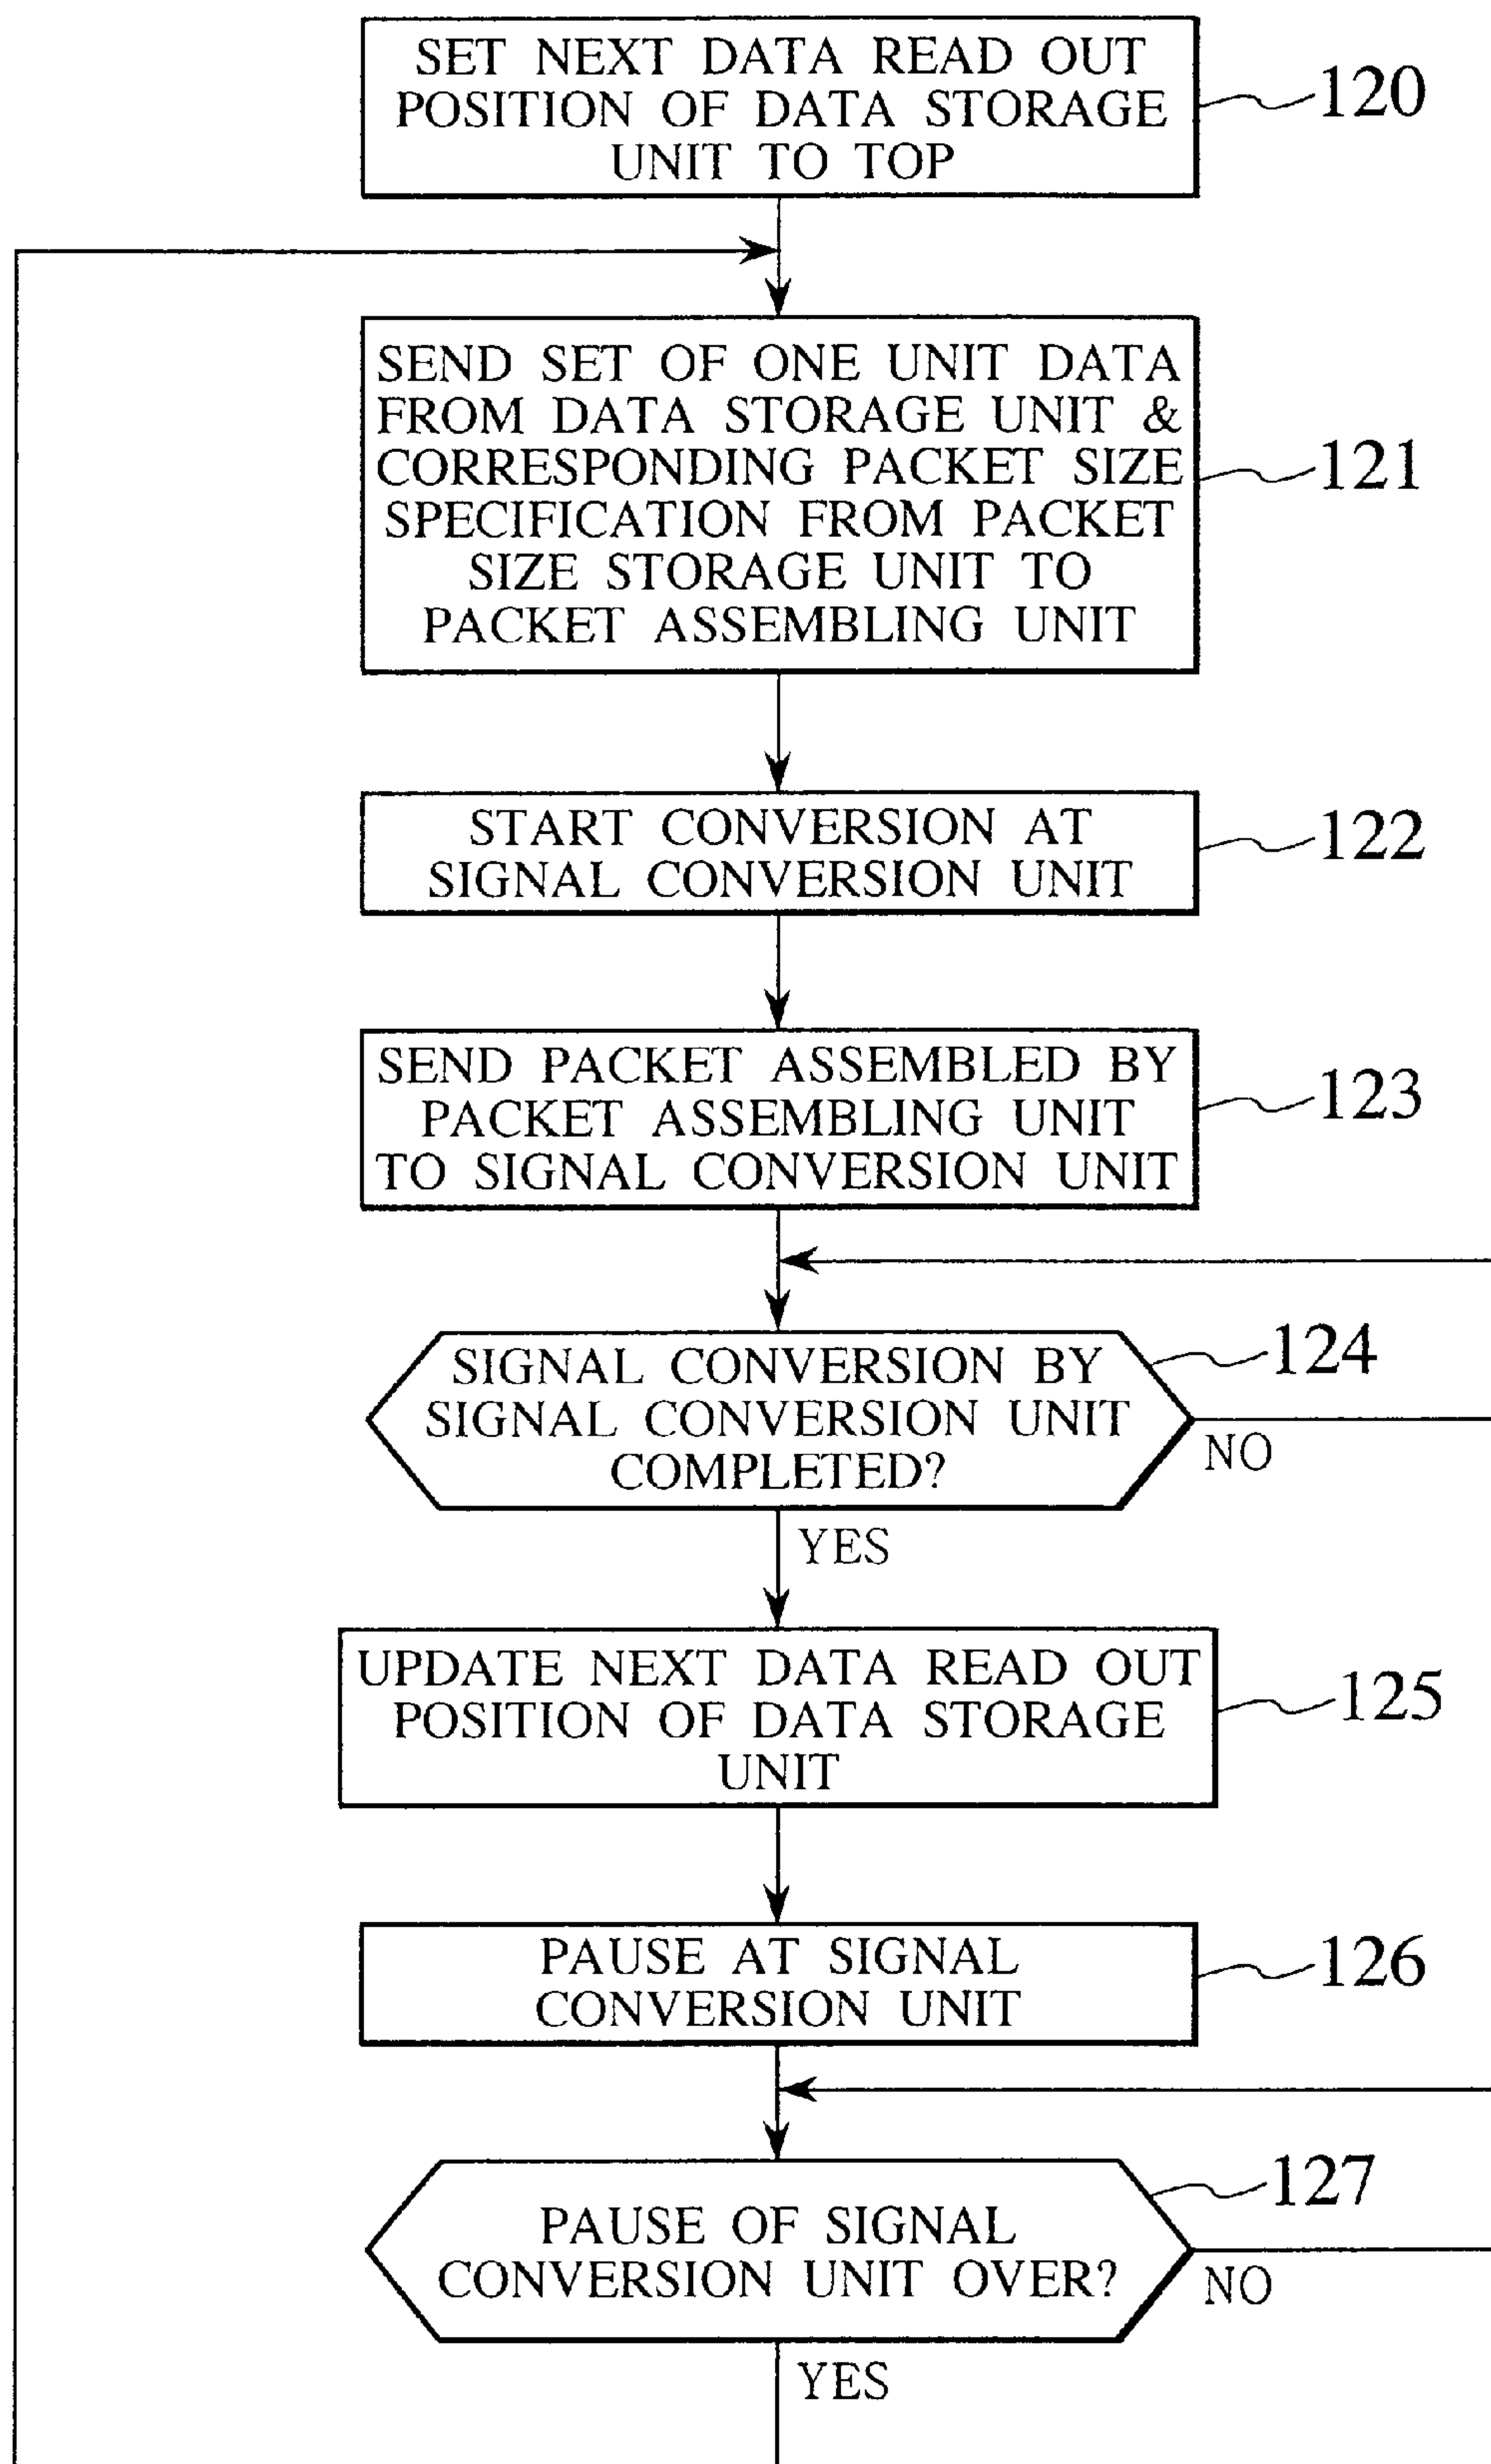 SET NEXT DATA READ OUT
POSITION OF DATA STORAGE
UNIT TO TOP
120
SEND SET OF ONE UNIT DATA
FROM DATA STORAGE UNIT &
CORRESPONDING PACKET SIZE
SPECIFICATION FROM PACKET
SIZE STORAGE UNIT TO
PACKET ASSEMBLING UNIT
121
START CONVERSION AT
SIGNAL CONVERSION UNIT
122
SEND PACKET ASSEMBLED BY
PACKET ASSEMBLING UNIT
TO SIGNAL CONVERSION UNIT
123
SIGNAL CONVERSION BY
SIGNAL CONVERSION UNIT
COMPLETED?
124
NO
YES
UPDATE NEXT DATA READ OUT
POSITION OF DATA STORAGE
UNIT
125
PAUSE AT SIGNAL
CONVERSION UNIT
126
PAUSE OF SIGNAL
CONVERSION UNIT OVER?
127
NO
YES